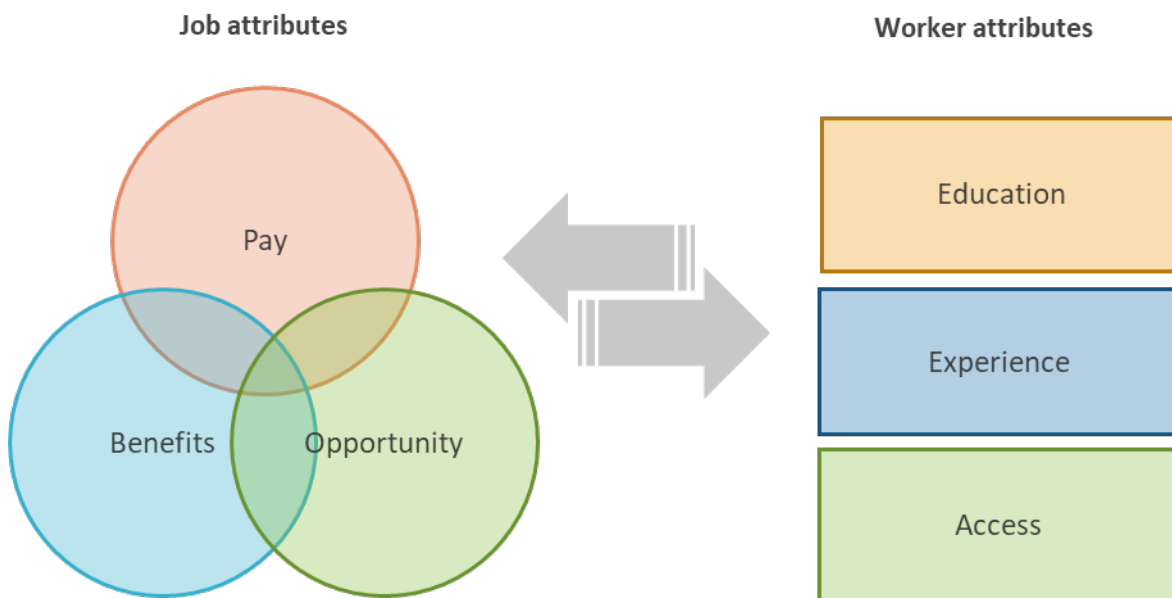 Job attributes
Worker attributes
Pay
Benefits
Opportunity
Education
Experience
Access